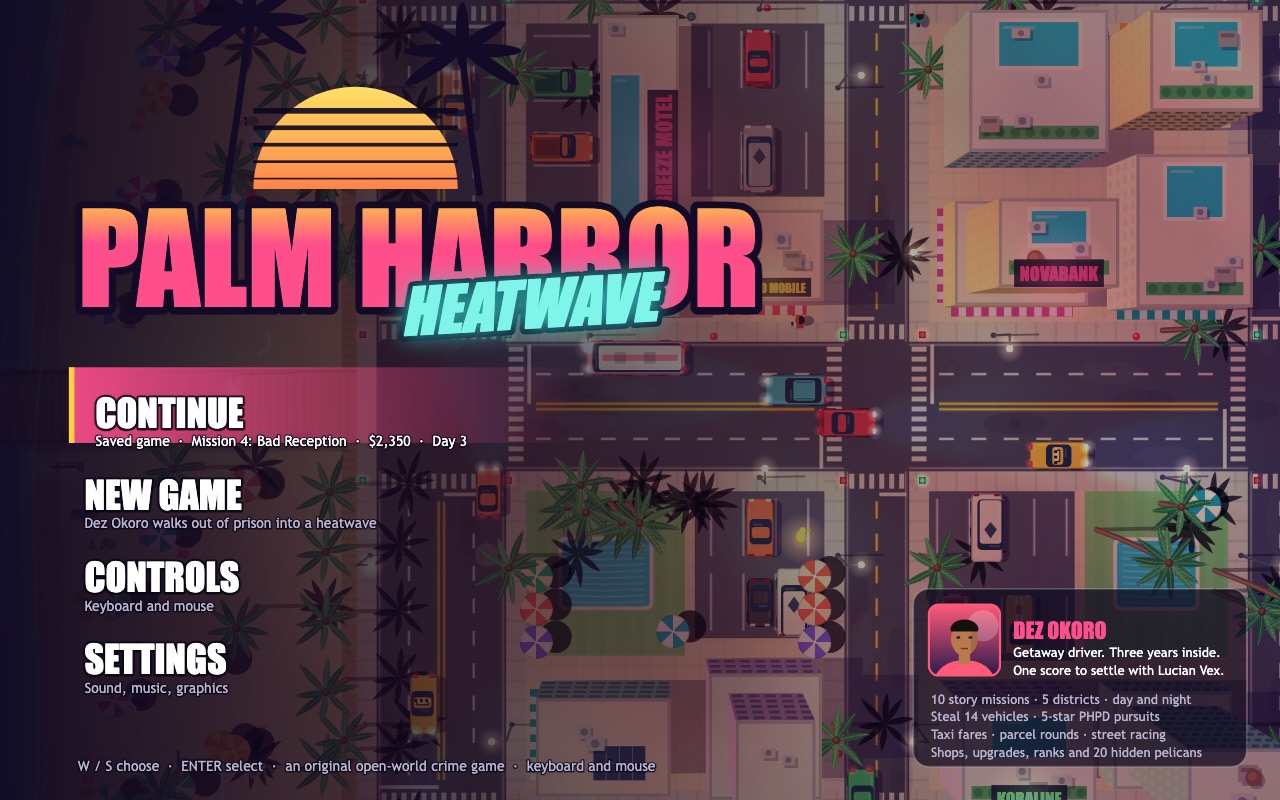 BREEZE MOTEL
PALM HARBOR
HEATWAVE
MOBILE
NOVABANK
CONTINUE
Saved game · Mission 4: Bad Reception · $2,350 · Day 3
NEW GAME
Dez Okoro walks out of prison into a heatwave
CONTROLS
Keyboard and mouse
SETTINGS
Sound, music, graphics
DEZ OKORO
Getaway driver. Three years inside.
One score to settle with Lucian Vex.
10 story missions · 5 districts · day and night
Steal 14 vehicles · 5-star PHPD pursuits
Taxi fares · parcel rounds · street racing
Shops, upgrades, ranks and 20 hidden pelicans
W / S choose · ENTER select · an original open-world crime game · keyboard and mouse
KORALINE